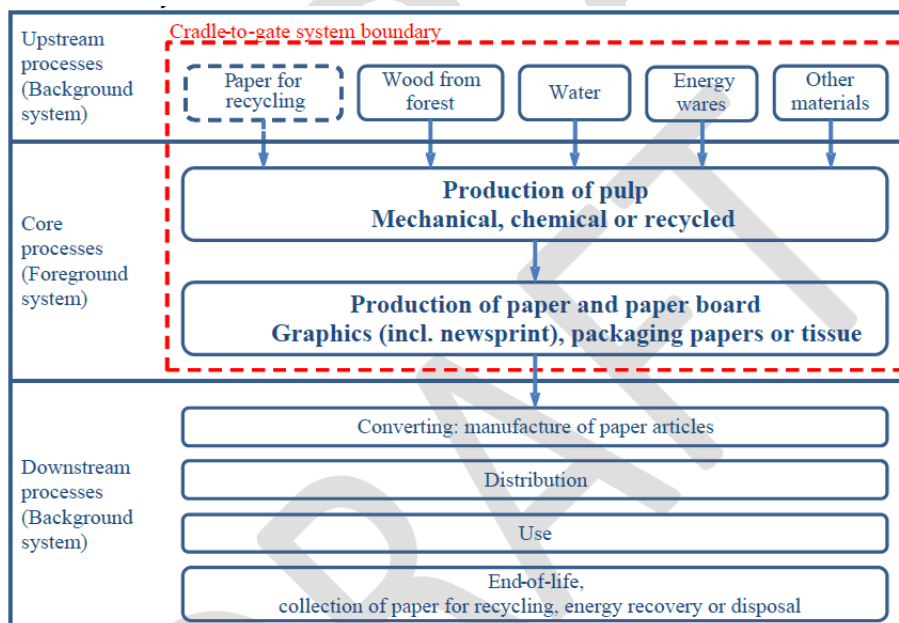 Cradle-to-gate system boundary
Upstream
processes
(Background
system)
Paper for
recycling
Wood from
forest
Water
Energy
wares
Other
materials
Core
processes
(Foreground
system)
Production of pulp
Mechanical, chemical or recycled
Production of paper and paper board
Graphics (incl. newsprint), packaging papers or tissue
Downstream
processes
(Background
system)
Converting: manufacture of paper articles
Distribution
Use
End-of-life,
collection of paper for recycling, energy recovery or disposal
DRAFT